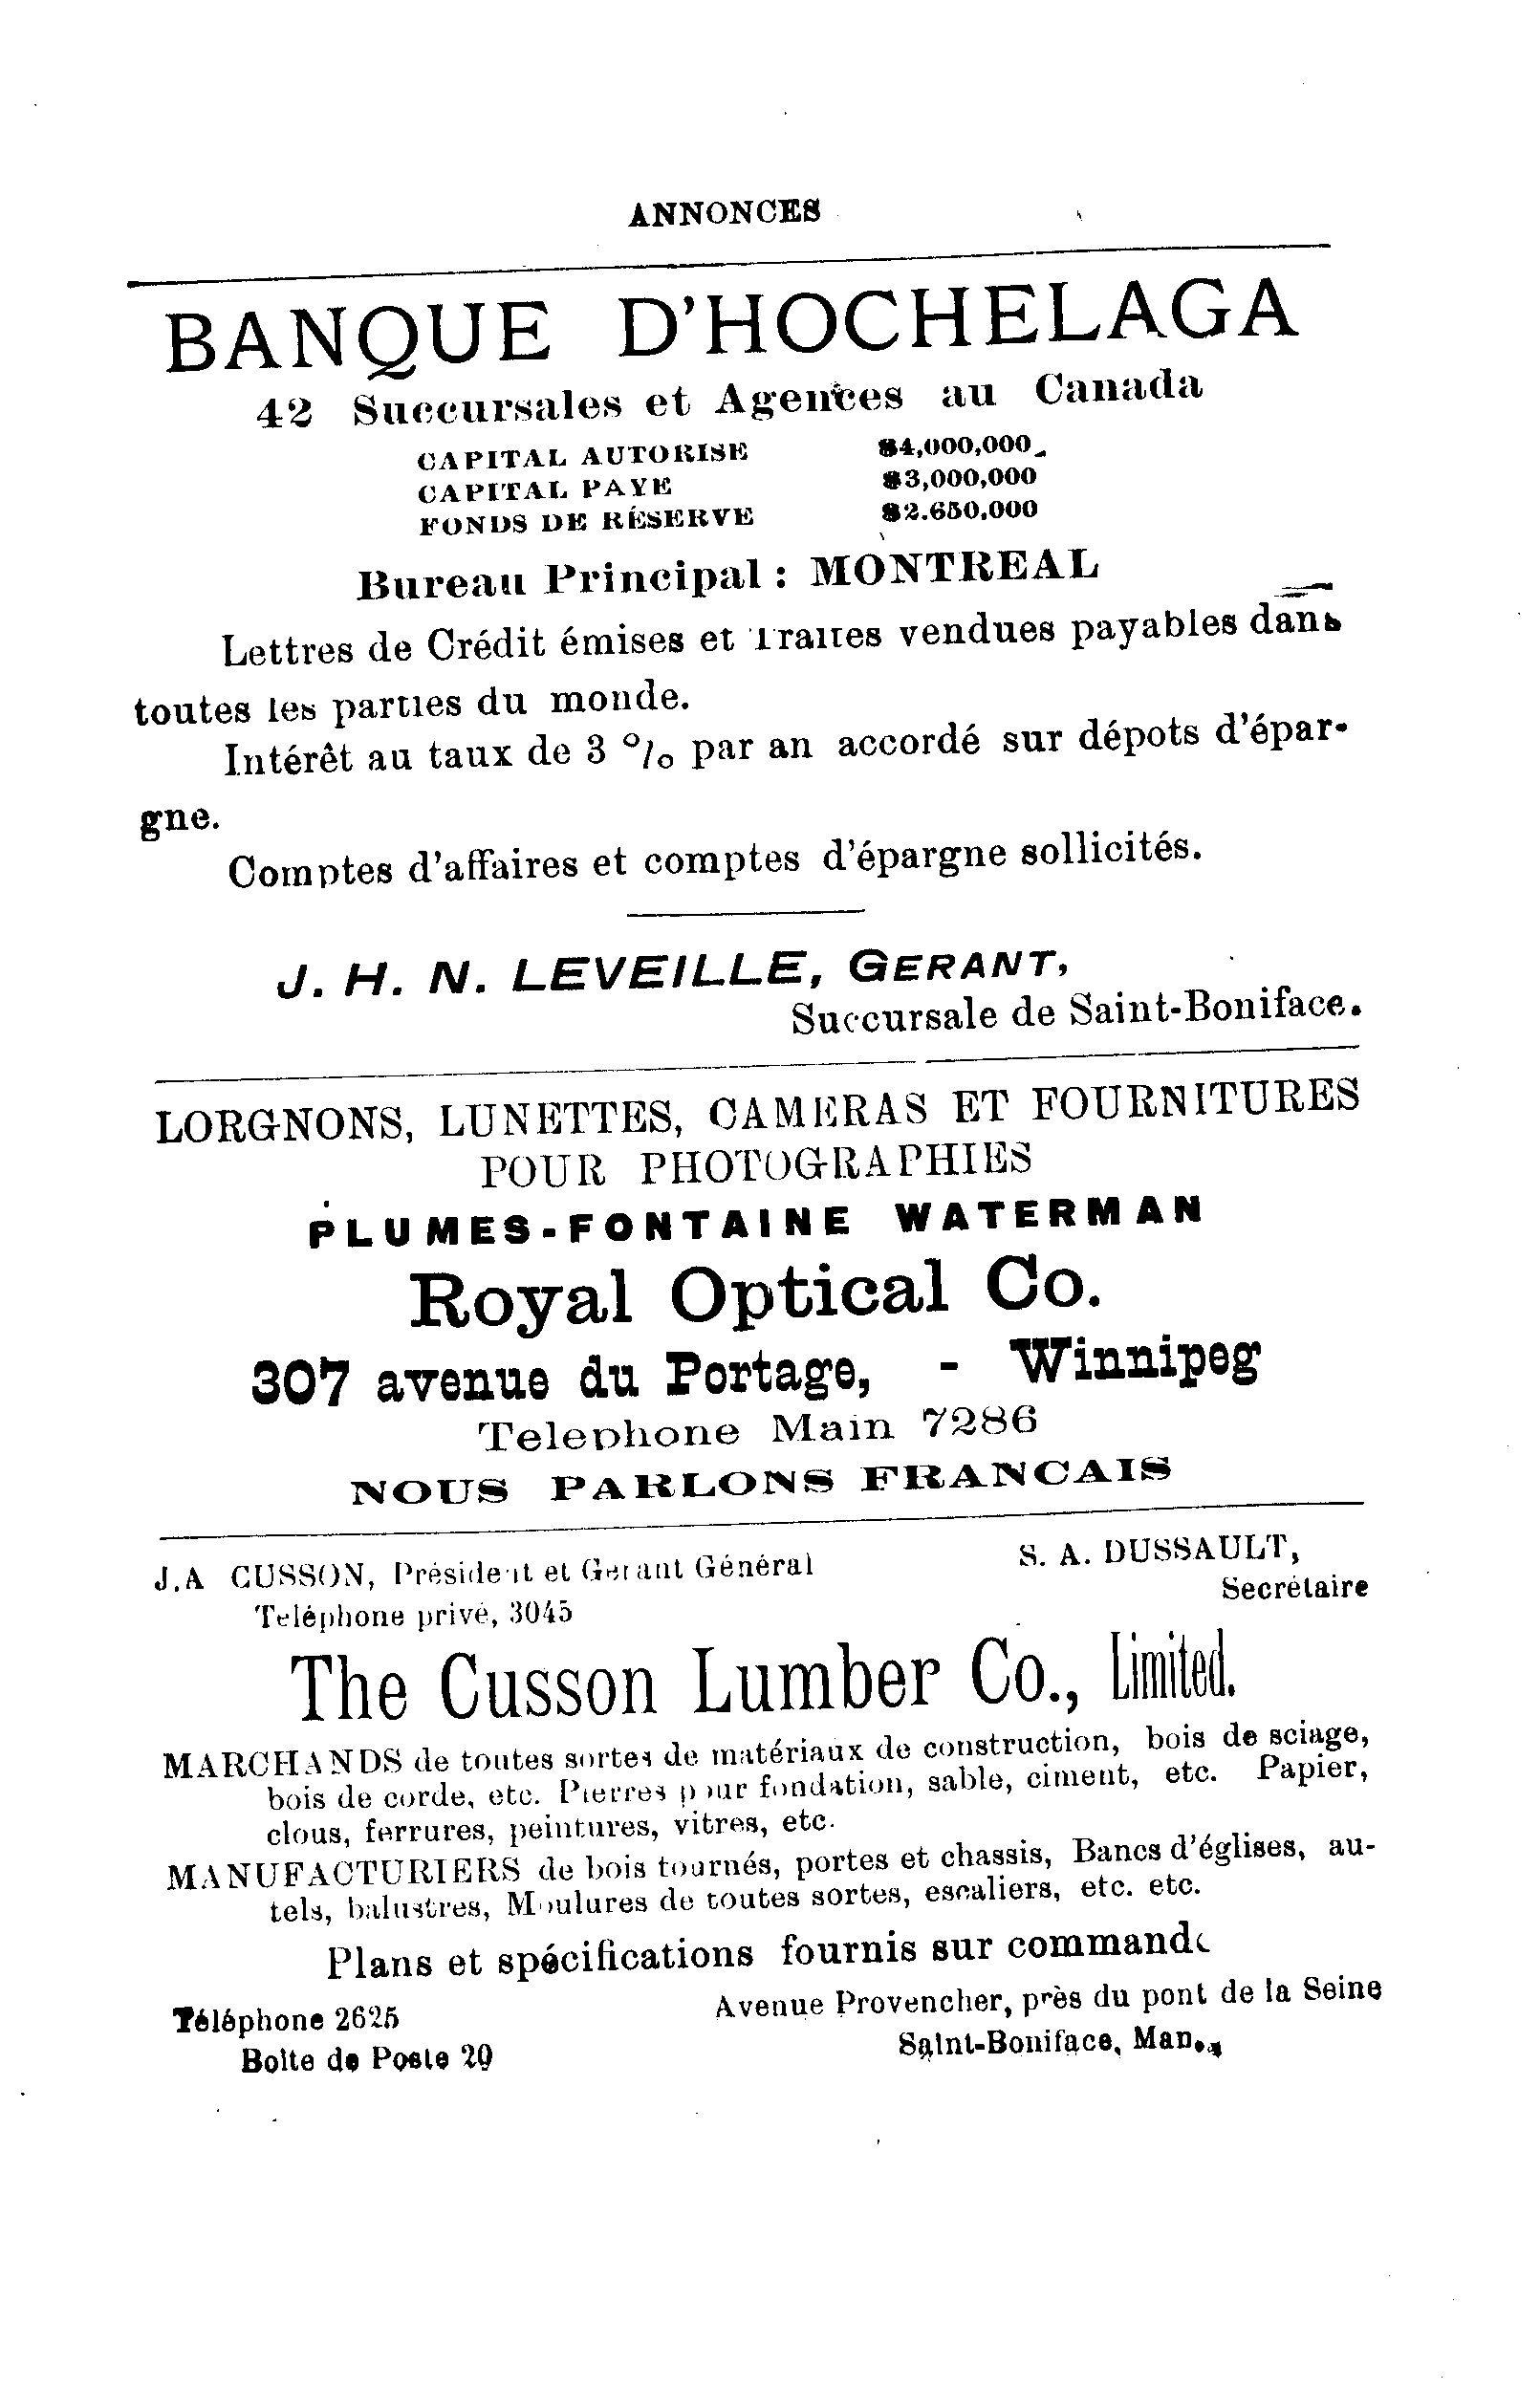 ANNONCES
BANQUE D'HOCHELAGA
42 Succursales et Agences au Canada
CAPITAL AUTORISE $4,000,000
CAPITAL PAYE $3,000,000
FONDS DE RÉSERVE $2.650,000
Bureau Principal : MONTREAL
Lettres de Crédit émises et Traites vendues payables dans
toutes les parties du monde.
Intérêt au taux de 3 % par an accordé sur dépots d'épar-
gne.
Comptes d'affaires et comptes d'épargne sollicités.
J. H. N. LEVEILLE, GERANT,
Succursale de Saint-Boniface.
LORGNONS, LUNETTES, CAMERAS ET FOURNITURES
POUR PHOTOGRAPHIES
PLUMES-FONTAINE WATERMAN
Royal Optical Co.
307 avenue du Portage, - Winnipeg
Telephone Main 7286
NOUS PARLONS FRANCAIS
J.A CUSSON, Président et Gerant Général S. A. DUSSAULT,
Secrétaire
Teléphone privé, 3045
The Cusson Lumber Co., Limited.
MARCHANDS de toutes sortes de matériaux de construction, bois de sciage,
bois de corde, etc. Pierres pour fondation, sable, ciment, etc. Papier,
clous, ferrures, peintures, vitres, etc.
MANUFACTURIERS de bois tournés, portes et chassis, Bancs d'églises, au-
tels, balustres, Moulures de toutes sortes, escaliers, etc. etc.
Plans et spécifications fournis sur commande
Téléphone 2625 Avenue Provencher, près du pont de la Seine
Boite de Poste 29 Saint-Boniface, Man.